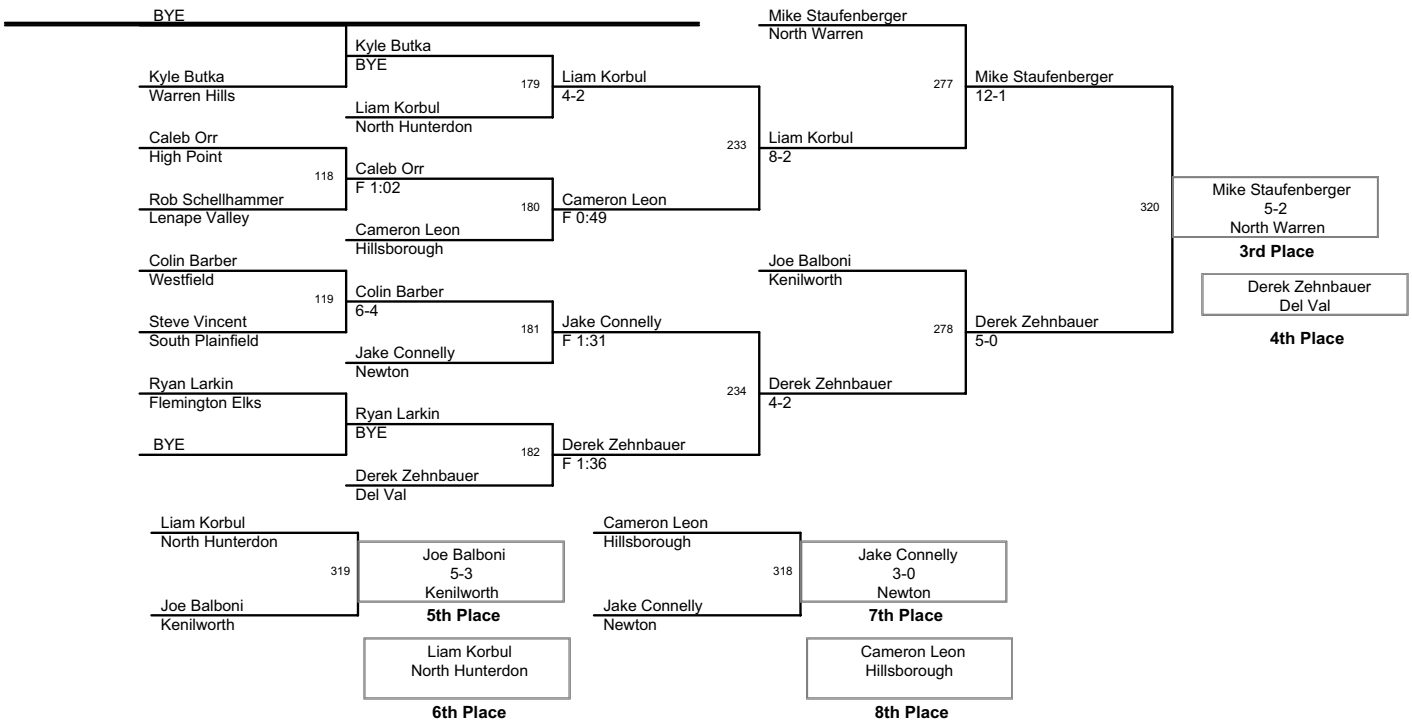 BYE
Kyle Butka
Warren Hills
Caleb Orr
High Point
118
Rob Schellhammer
Lenape Valley
Colin Barber
Westfield
119
Steve Vincent
South Plainfield
Ryan Larkin
Flemington Elks
BYE
Kyle Butka
BYE
179
Liam Korbul
North Hunterdon
Caleb Orr
F 1:02
180
Cameron Leon
Hillsborough
Colin Barber
6-4
181
Jake Connelly
Newton
Ryan Larkin
BYE
182
Derek Zehnbauer
Del Val
Liam Korbul
4-2
233
Cameron Leon
F 0:49
Jake Connelly
F 1:31
234
Derek Zehnbauer
F 1:36
Mike Staufenberger
North Warren
277
Liam Korbul
8-2
Joe Balboni
Kenilworth
278
Derek Zehnbauer
4-2
Mike Staufenberger
12-1
320
Derek Zehnbauer
5-0
Mike Staufenberger
5-2
North Warren
3rd Place
Derek Zehnbauer
Del Val
4th Place
Liam Korbul
North Hunterdon
319
Joe Balboni
Kenilworth
Joe Balboni
5-3
Kenilworth
5th Place
Liam Korbul
North Hunterdon
6th Place
Cameron Leon
Hillsborough
318
Jake Connelly
Newton
Jake Connelly
3-0
Newton
7th Place
Cameron Leon
Hillsborough
8th Place